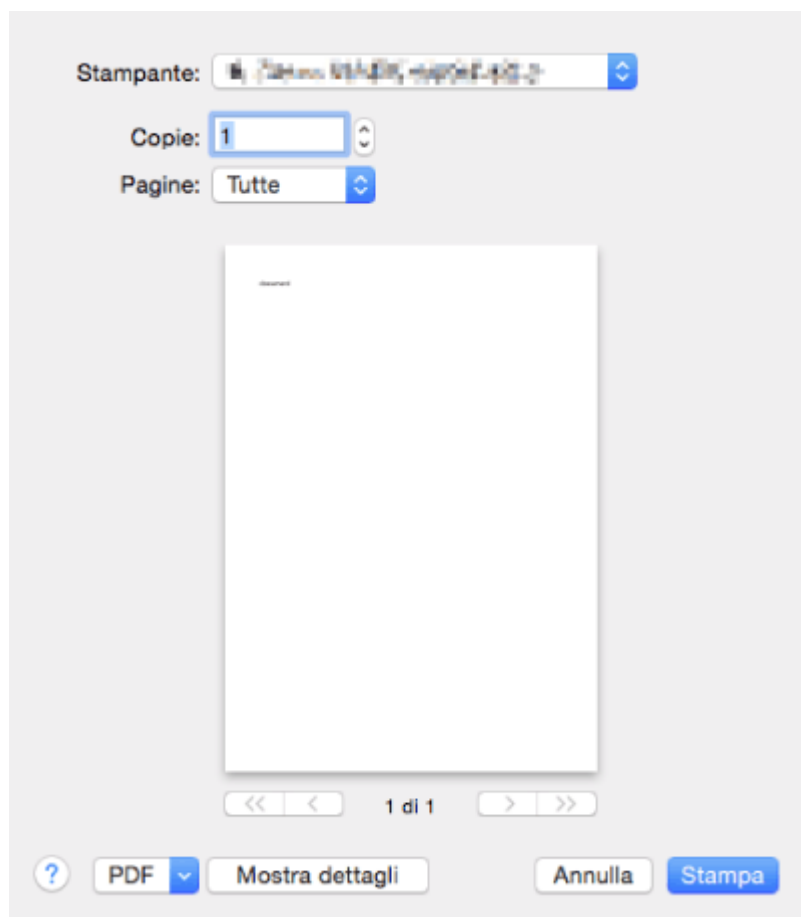 Stampante:
Copie: 1
Pagine: Tutte
1 di 1
? PDF Mostra dettagli Annulla Stampa